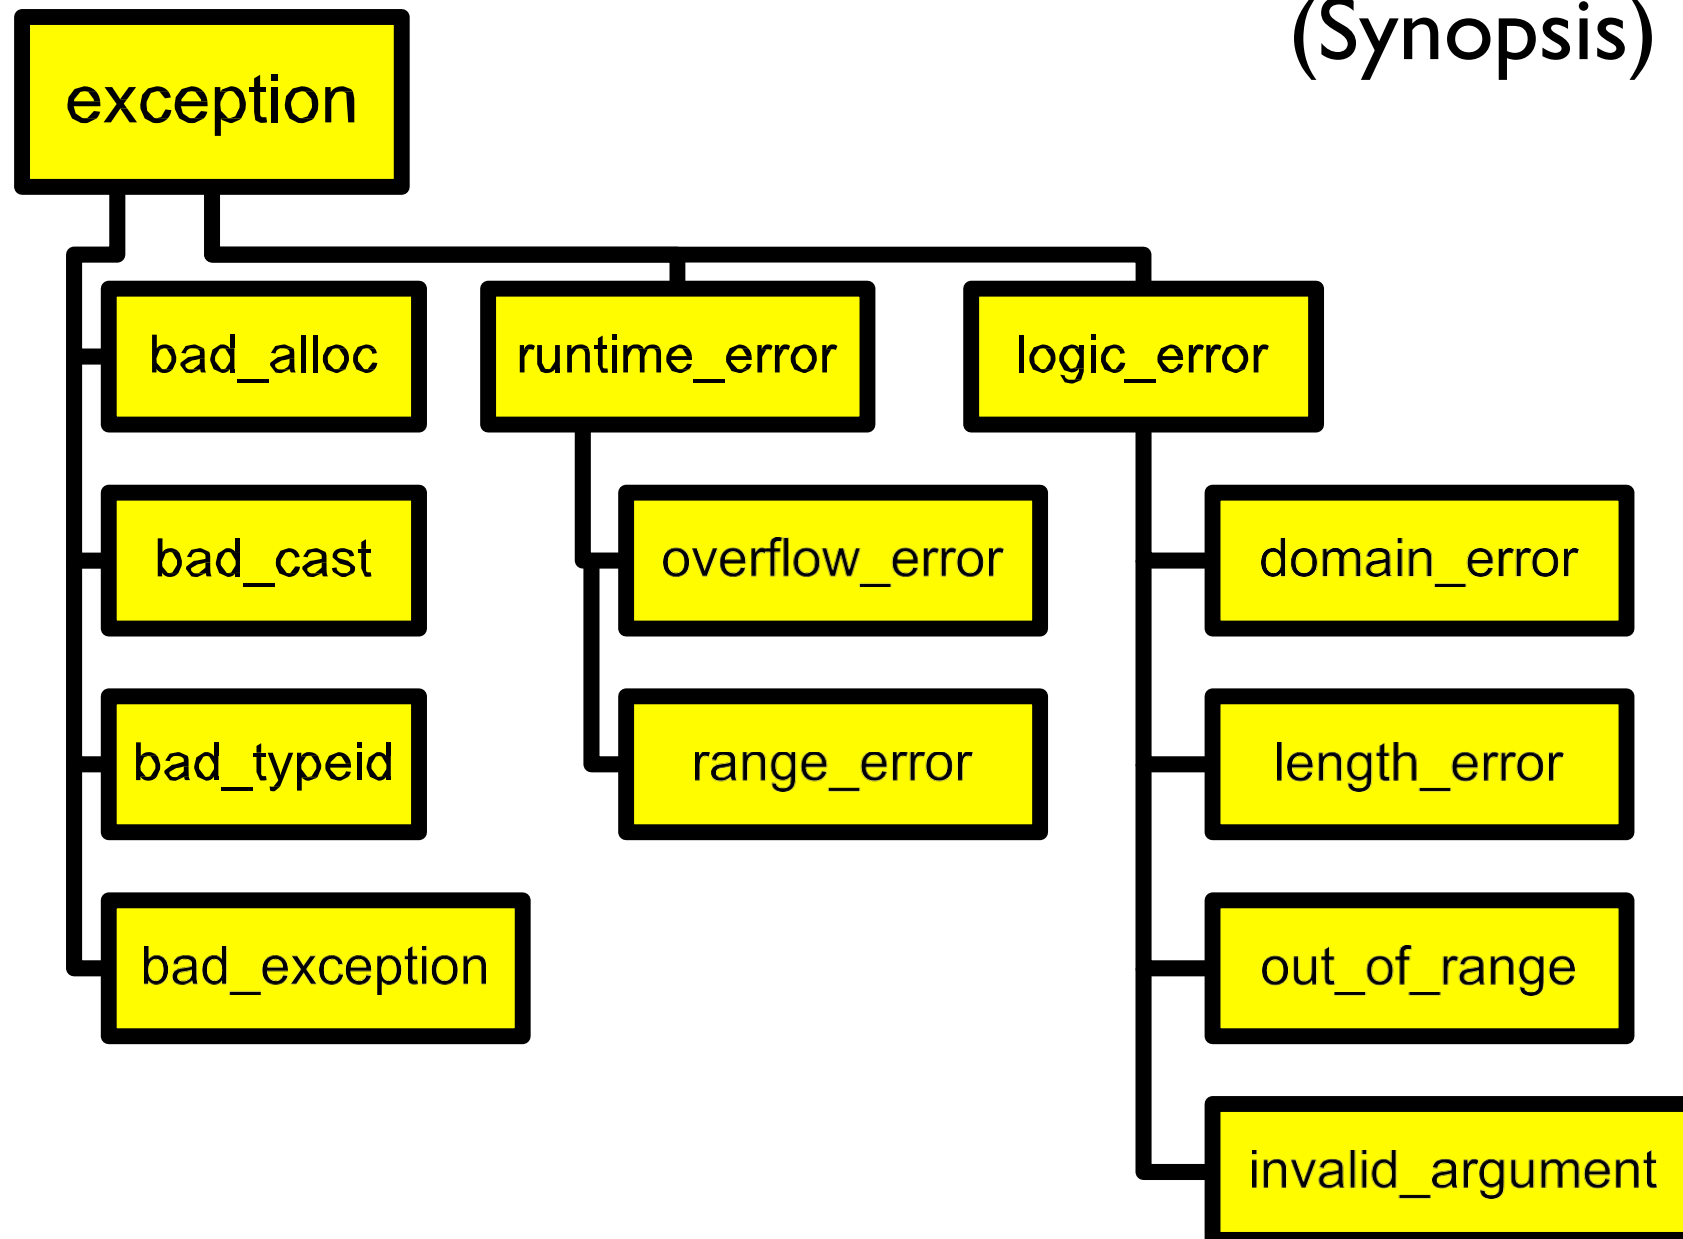 (Synopsis)
exception
bad_alloc
runtime_error
logic_error
bad_cast
overflow_error
domain_error
bad_typeid
range_error
length_error
bad_exception
out_of_range
invalid_argument